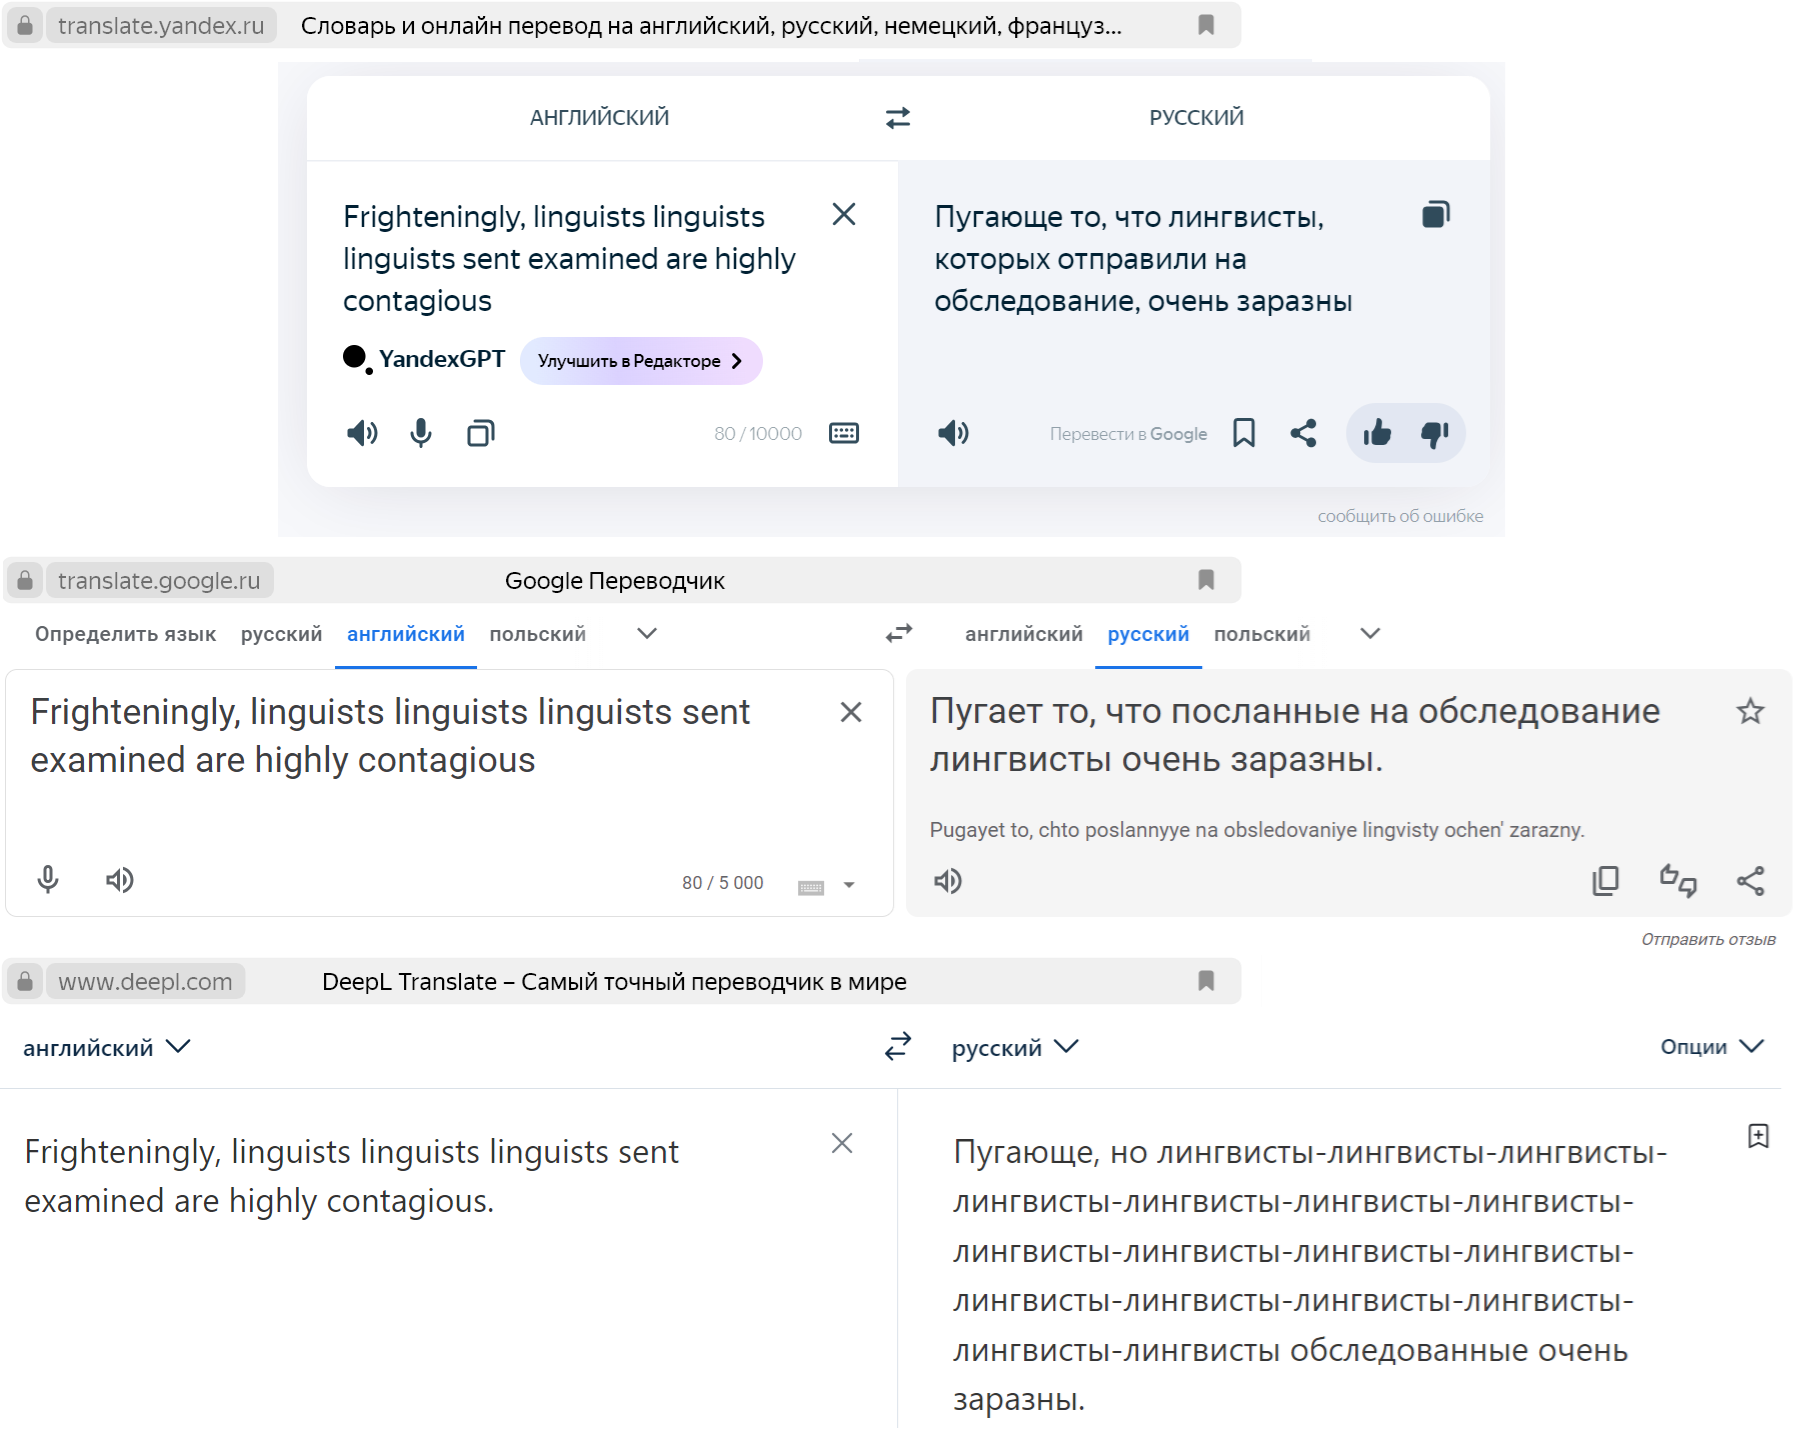 translate.yandex.ru Словарь и онлайн перевод на английский, русский, немецкий, француз...
АНГЛИЙСКИЙ
РУССКИЙ
Frighteningly, linguists linguists
linguists sent examined are highly
contagious
YandexGPT
Улучшить в Редакторе
80 / 10000
Пугающе то, что лингвисты,
которых отправили на
обследование, очень заразны
Перевести в Google
сообщить об ошибке
translate.google.ru Google Переводчик
Определить язык русский английский польский
английский русский польский
Frighteningly, linguists linguists linguists sent
examined are highly contagious
80 / 5 000
Пугает то, что посланные на обследование
лингвисты очень заразны.
Pugayet to, chto poslannyye na obsledovaniye lingvisty ochen' zarazny.
Отправить отзыв
www.deepl.com DeepL Translate – Самый точный переводчик в мире
английский
русский
Опции
Frighteningly, linguists linguists linguists sent
examined are highly contagious.
Пугающе, но лингвисты-лингвисты-лингвисты-
лингвисты-лингвисты-лингвисты-лингвисты-
лингвисты-лингвисты-лингвисты-лингвисты-
лингвисты-лингвисты-лингвисты-лингвисты-
лингвисты-лингвисты обследованные очень
заразны.